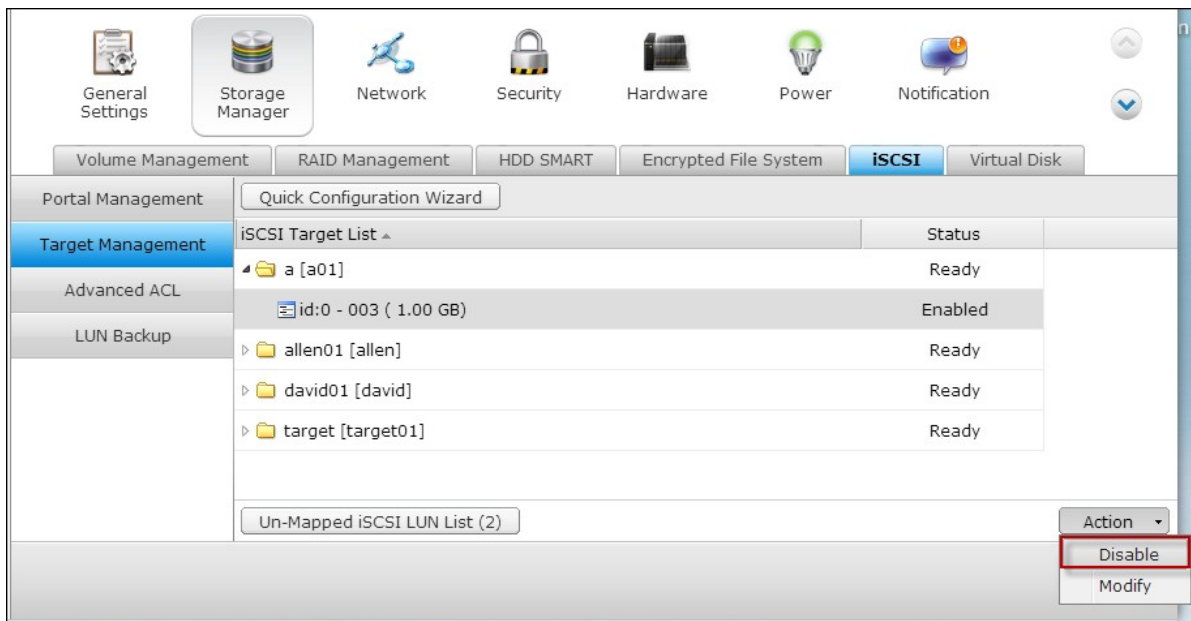 General Settings
Storage Manager
Network
Security
Hardware
Power
Notification
Volume Management
RAID Management
HDD SMART
Encrypted File System
iSCSI
Virtual Disk
Portal Management
Target Management
Advanced ACL
LUN Backup
Quick Configuration Wizard
iSCSI Target List
Status
a [a01]
Ready
id:0 - 003 ( 1.00 GB)
Enabled
allen01 [allen]
Ready
david01 [david]
Ready
target [target01]
Ready
Un-Mapped iSCSI LUN List (2)
Action
Disable
Modify